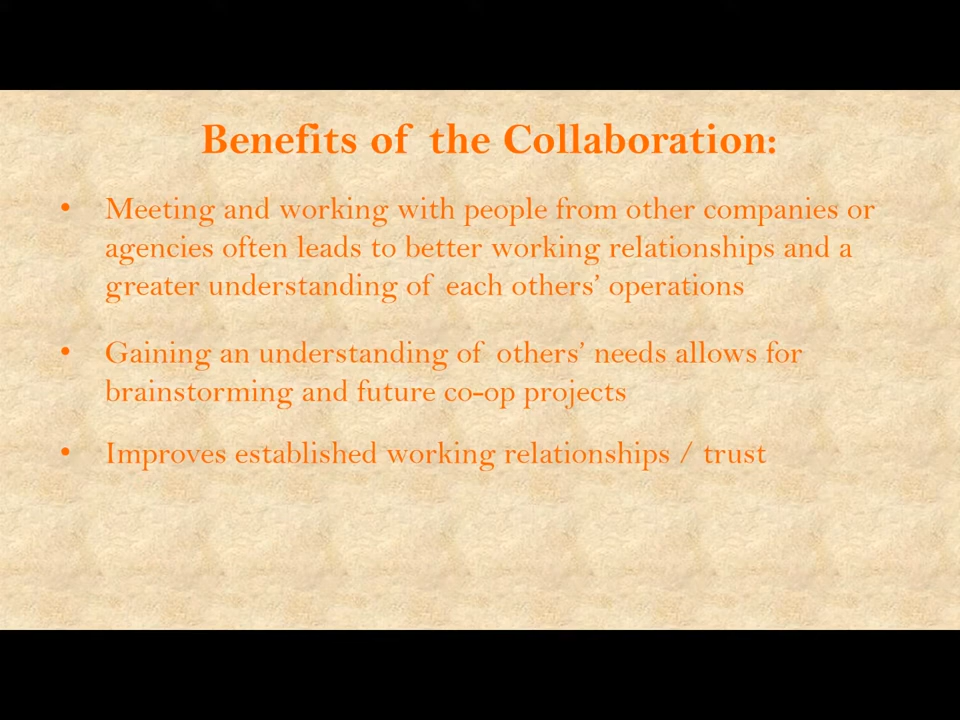 Benefits of the Collaboration:
• Meeting and working with people from other companies or
agencies often leads to better working relationships and a
greater understanding of each others’ operations
• Gaining an understanding of others’ needs allows for
brainstorming and future co-op projects
• Improves established working relationships / trust